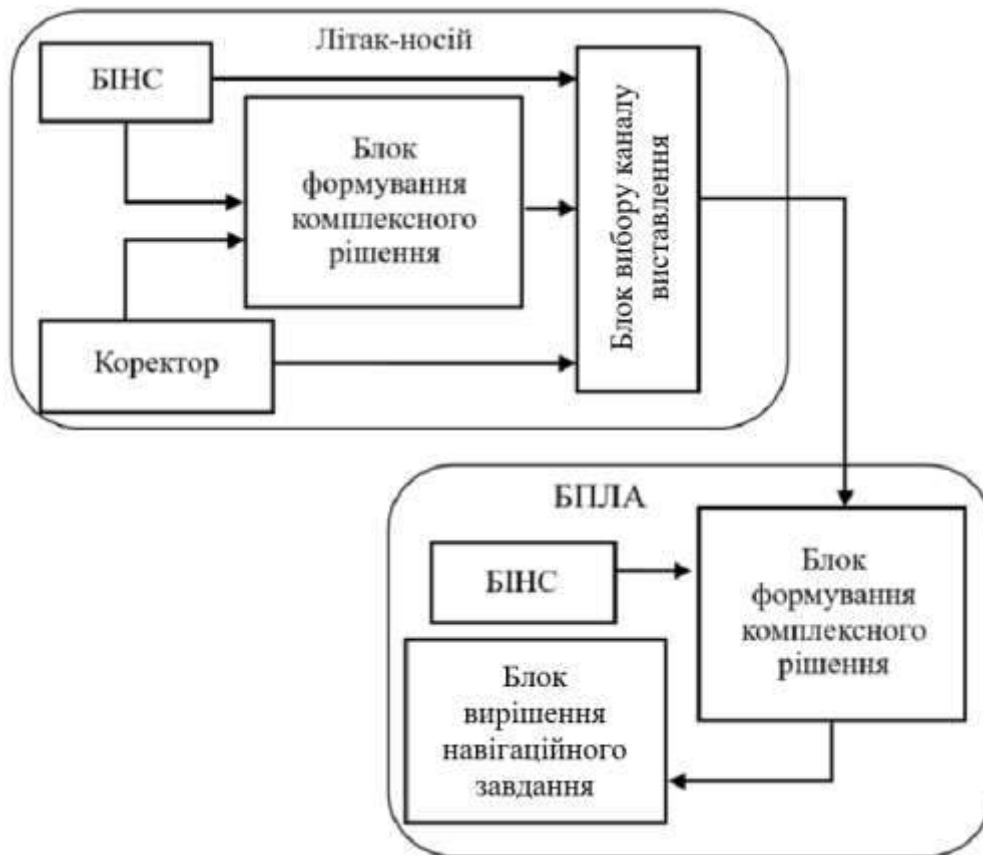 Літак-носій
БІНС
Блок
формування
комплексного
рішення
Коректор
Блок вибору каналу
виставлення
БПЛА
БІНС
Блок
формування
комплексного
рішення
Блок
вирішення
навігаційного
завдання